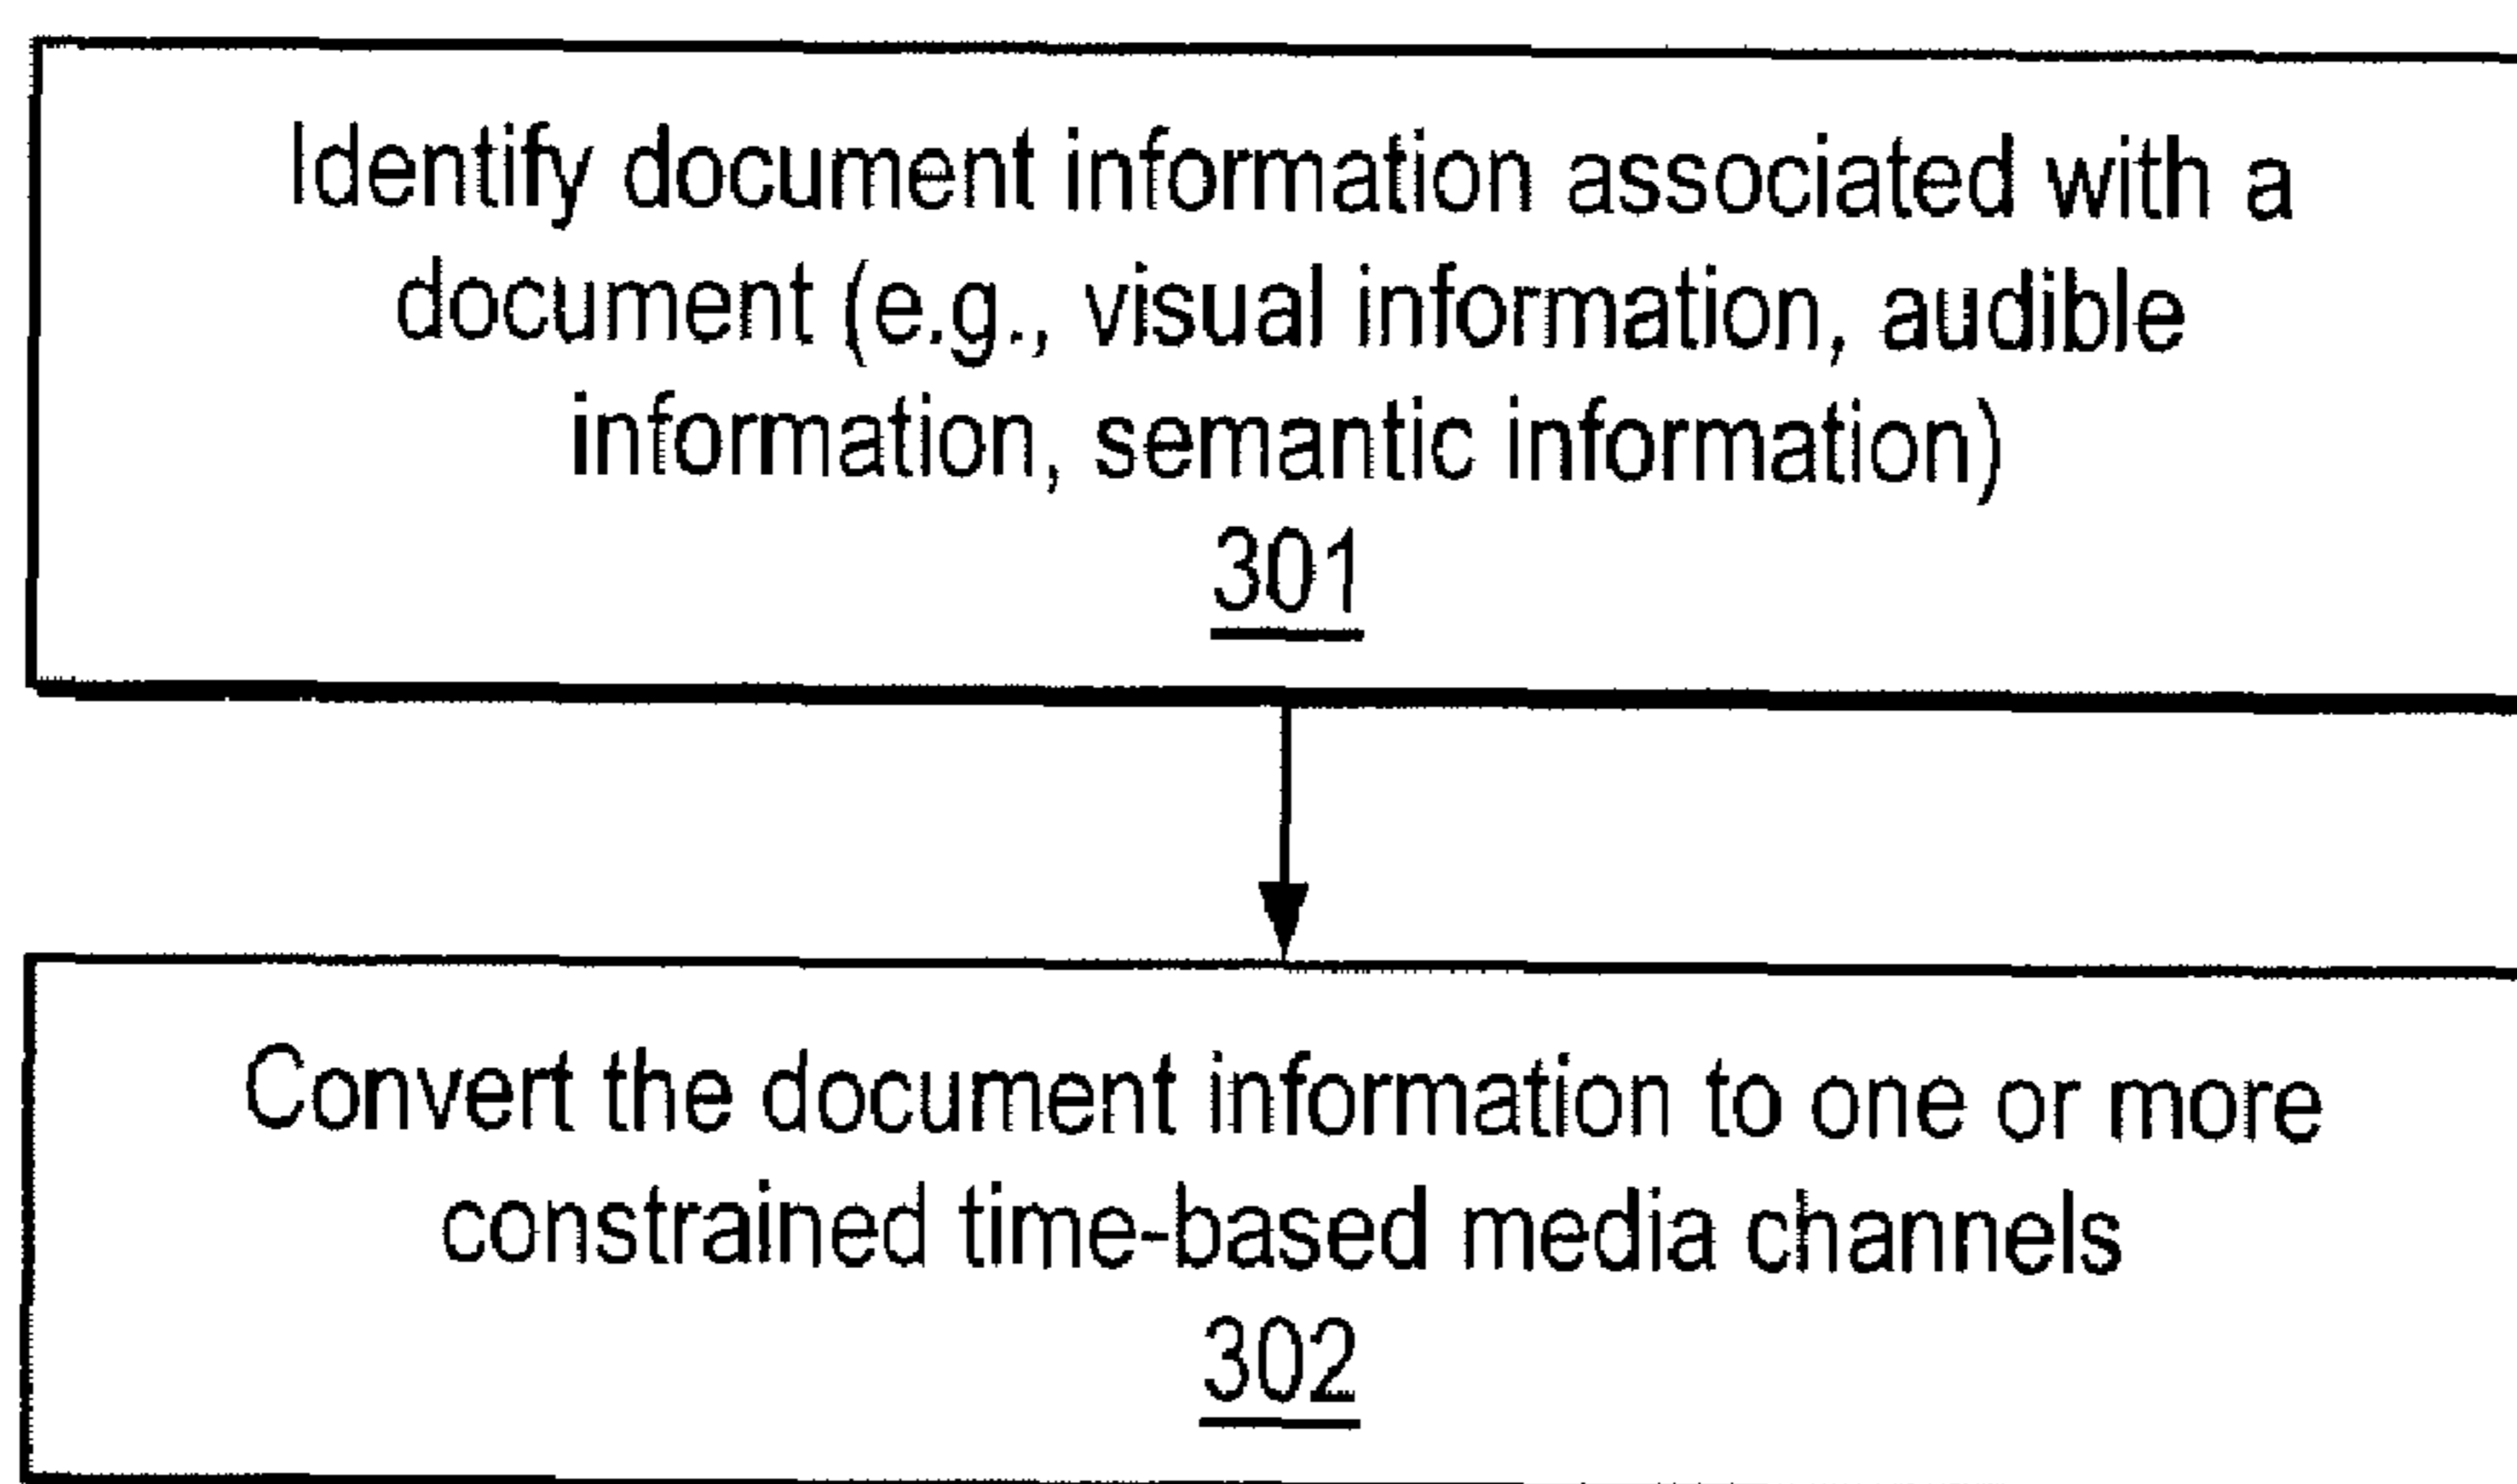 Identify document information associated with a
document (e.g., visual information, audible
information, semantic information)
301
Convert the document information to one or more
constrained time-based media channels
302